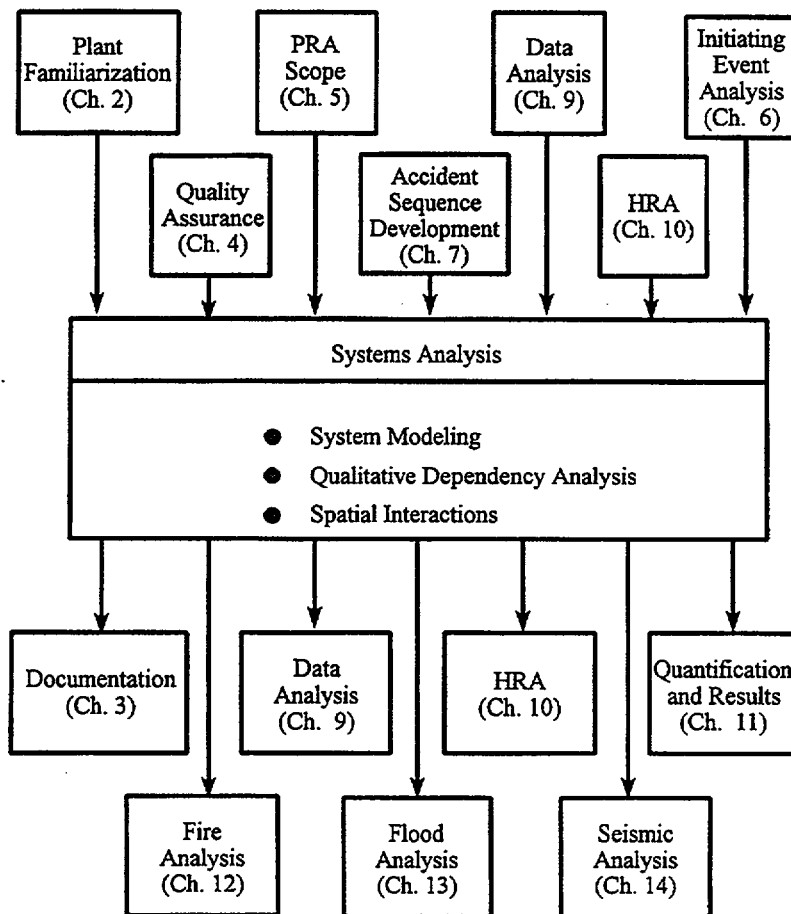 Plant
Familiarization
(Ch. 2)
PRA
Scope
(Ch. 5)
Data
Analysis
(Ch. 9)
Initiating
Event
Analysis
(Ch. 6)
Quality
Assurance
(Ch. 4)
Accident
Sequence
Development
(Ch. 7)
HRA
(Ch. 10)
Systems Analysis
● System Modeling
● Qualitative Dependency Analysis
● Spatial Interactions
Documentation
(Ch. 3)
Data
Analysis
(Ch. 9)
HRA
(Ch. 10)
Quantification
and Results
(Ch. 11)
Fire
Analysis
(Ch. 12)
Flood
Analysis
(Ch. 13)
Seismic
Analysis
(Ch. 14)